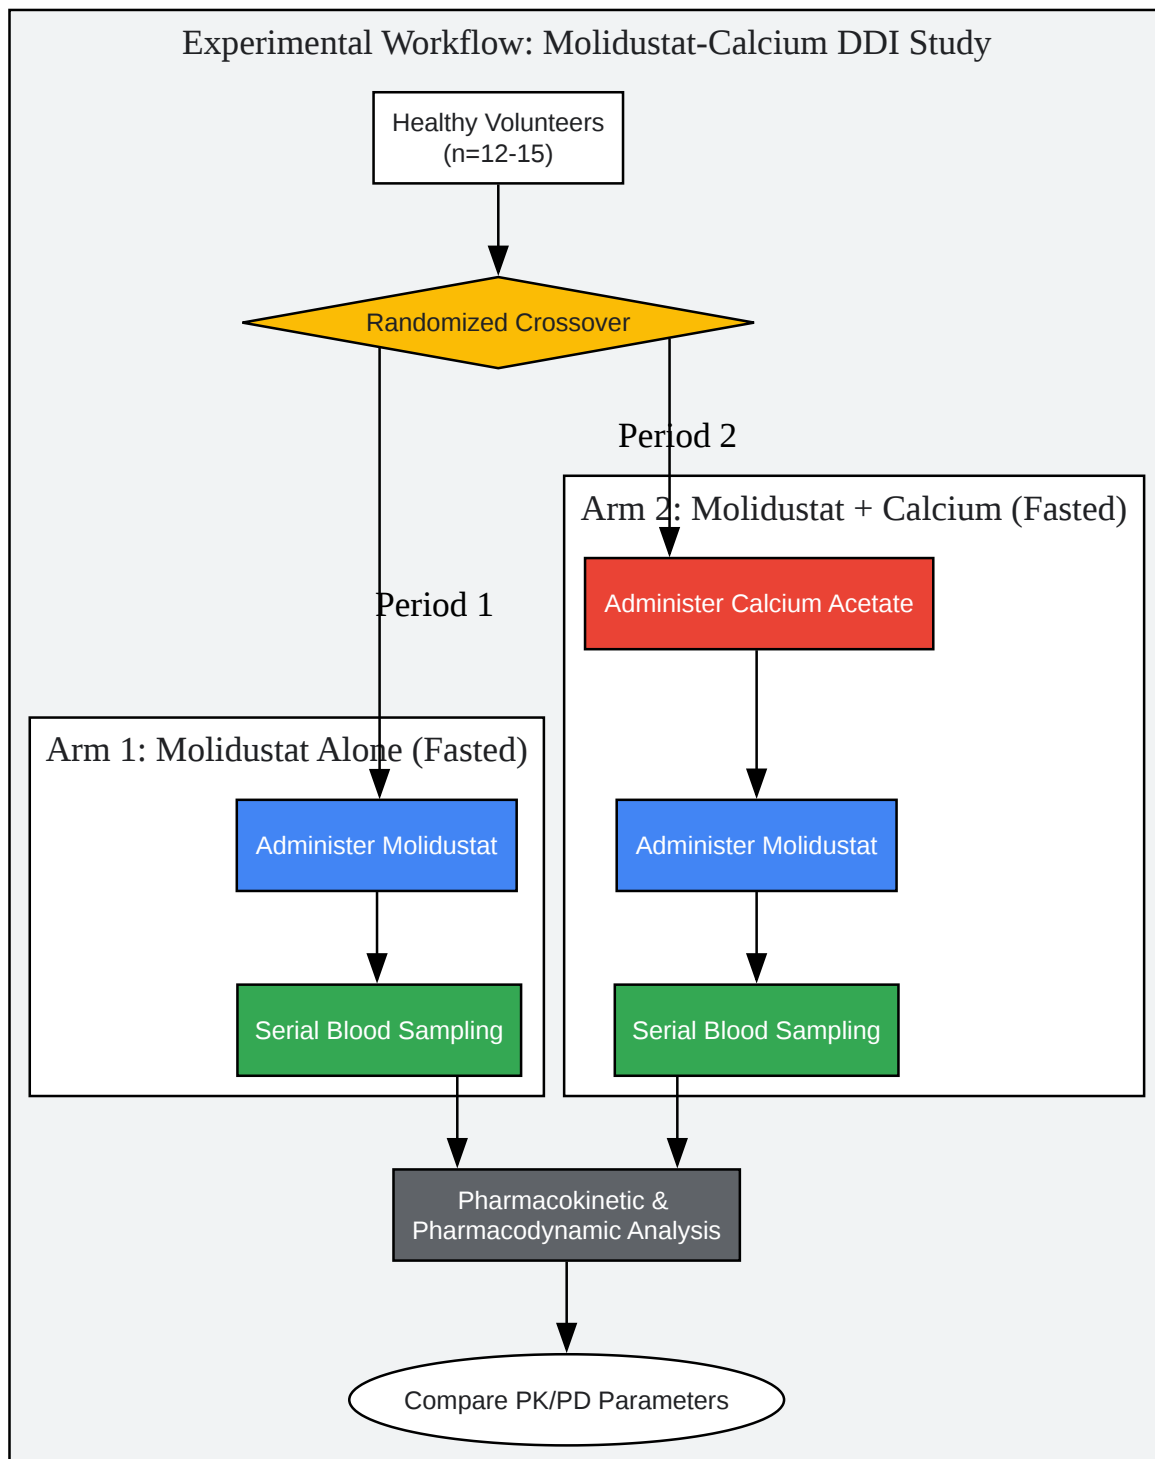 Experimental Workflow: Molidustat-Calcium DDI Study
Healthy Volunteers
(n=12-15)
Randomized Crossover
Period 2
Arm 2: Molidustat + Calcium (Fasted)
Administer Calcium Acetate
Period 1
Arm 1: Molidustat Alone (Fasted)
Administer Molidustat
Administer Molidustat
Serial Blood Sampling
Serial Blood Sampling
Pharmacokinetic &
Pharmacodynamic Analysis
Compare PK/PD Parameters